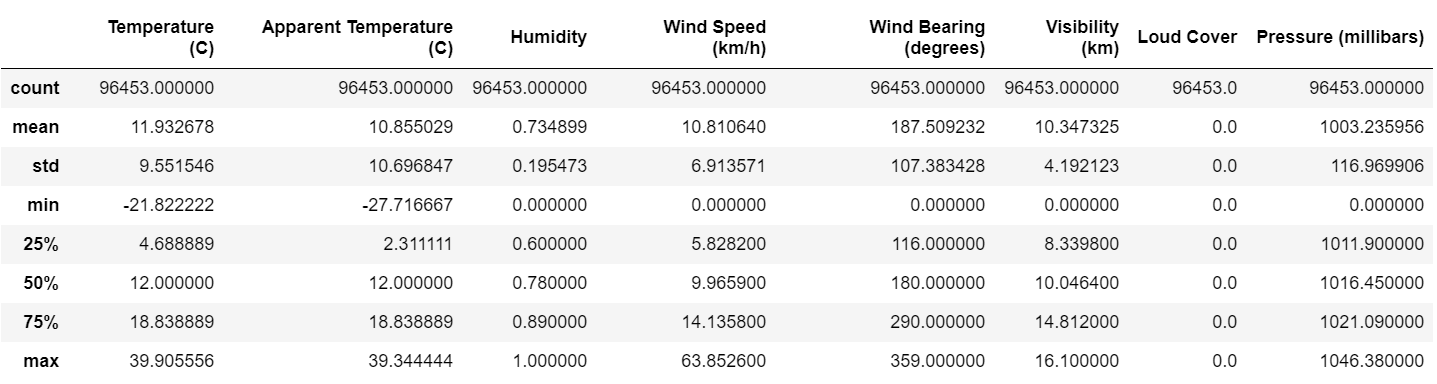 Temperature (C) Apparent Temperature (C) Humidity Wind Speed (km/h) Wind Bearing (degrees) Visibility (km) Loud Cover Pressure (millibars)
count 96453.000000 96453.000000 96453.000000 96453.000000 96453.000000 96453.000000 96453.0 96453.000000
mean 11.932678 10.855029 0.734899 10.810640 187.509232 10.347325 0.0 1003.235956
std 9.551546 10.696847 0.195473 6.913571 107.383428 4.192123 0.0 116.969906
min -21.822222 -27.716667 0.000000 0.000000 0.000000 0.000000 0.0 0.000000
25% 4.688889 2.311111 0.600000 5.828200 116.000000 8.339800 0.0 1011.900000
50% 12.000000 12.000000 0.780000 9.965900 180.000000 10.046400 0.0 1016.450000
75% 18.838889 18.838889 0.890000 14.135800 290.000000 14.812000 0.0 1021.090000
max 39.905556 39.344444 1.000000 63.852600 359.000000 16.100000 0.0 1046.380000